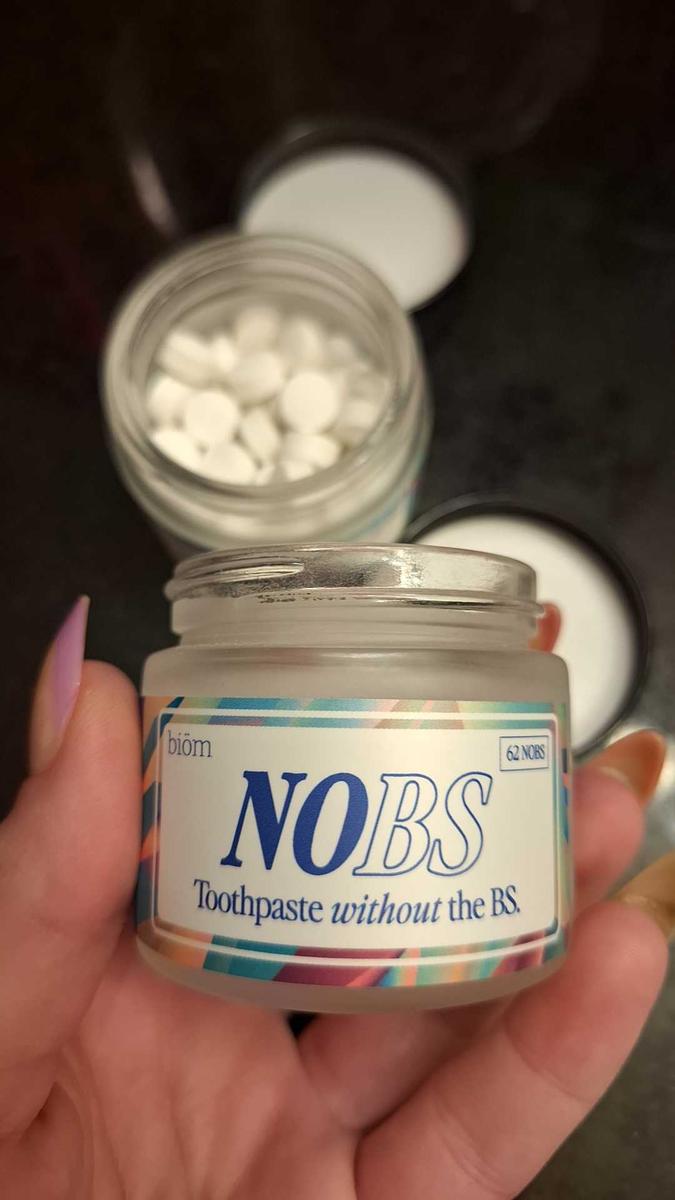 biöm
62 NOBS
NOBS
Toothpaste without the BS.